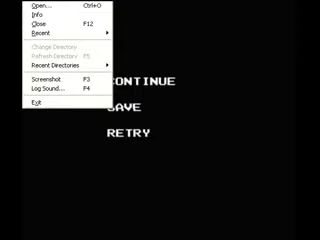 Open... Ctrl+O
Info
Close F12
Recent
Change Directory
Refresh Directory F5
Recent Directories
Screenshot F3
Log Sound... F4
Exit
CONTINUE
SAVE
RETRY